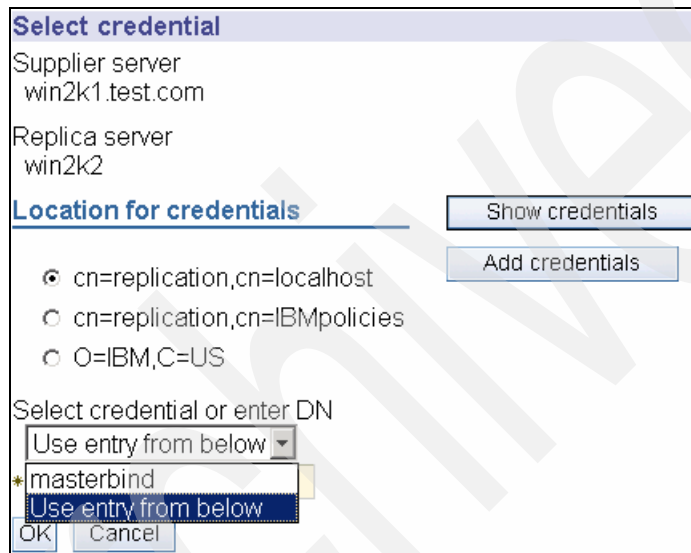 Select credential
Supplier server
win2k1.test.com
Replica server
win2k2
Location for credentials
Show credentials
Add credentials
cn=replication,cn=localhost
cn=replication,cn=IBMpolicies
O=IBM,C=US
Select credential or enter DN
Use entry from below
* masterbind
Use entry from below
OK Cancel